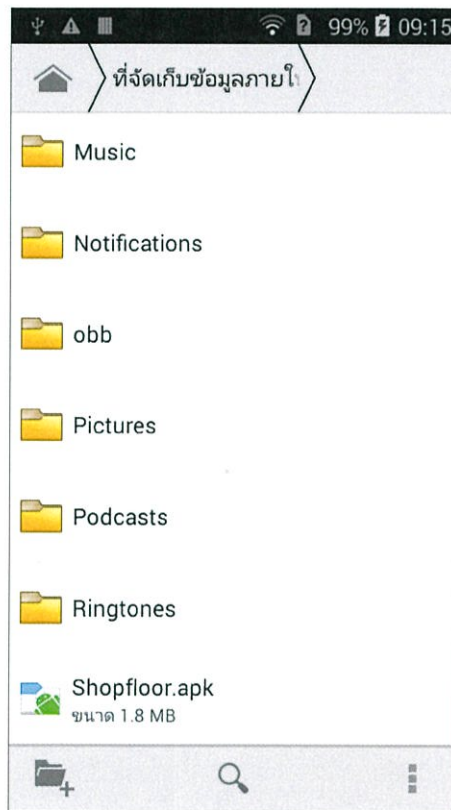 99% 09:15
ที่จัดเก็บข้อมูลภายใ
Music
Notifications
obb
Pictures
Podcasts
Ringtones
Shopfloor.apk
ขนาด 1.8 MB